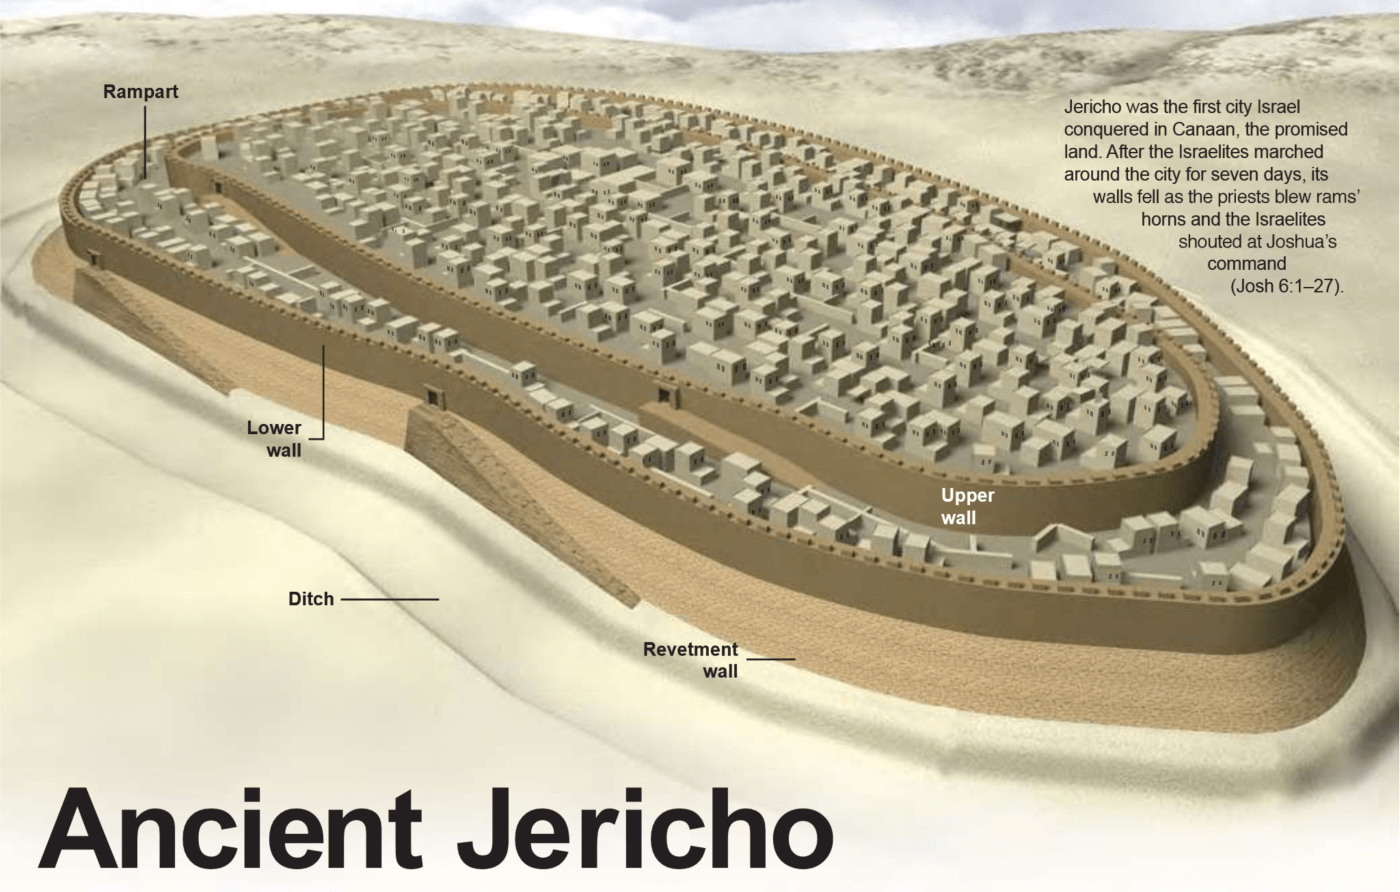 Rampart
Jericho was the first city Israel
conquered in Canaan, the promised
land. After the Israelites marched
around the city for seven days, its
walls fell as the priests blew rams’
horns and the Israelites
shouted at Joshua’s
command
(Josh 6:1–27).
Lower
wall
Upper
wall
Ditch
Revetment
wall
Ancient Jericho